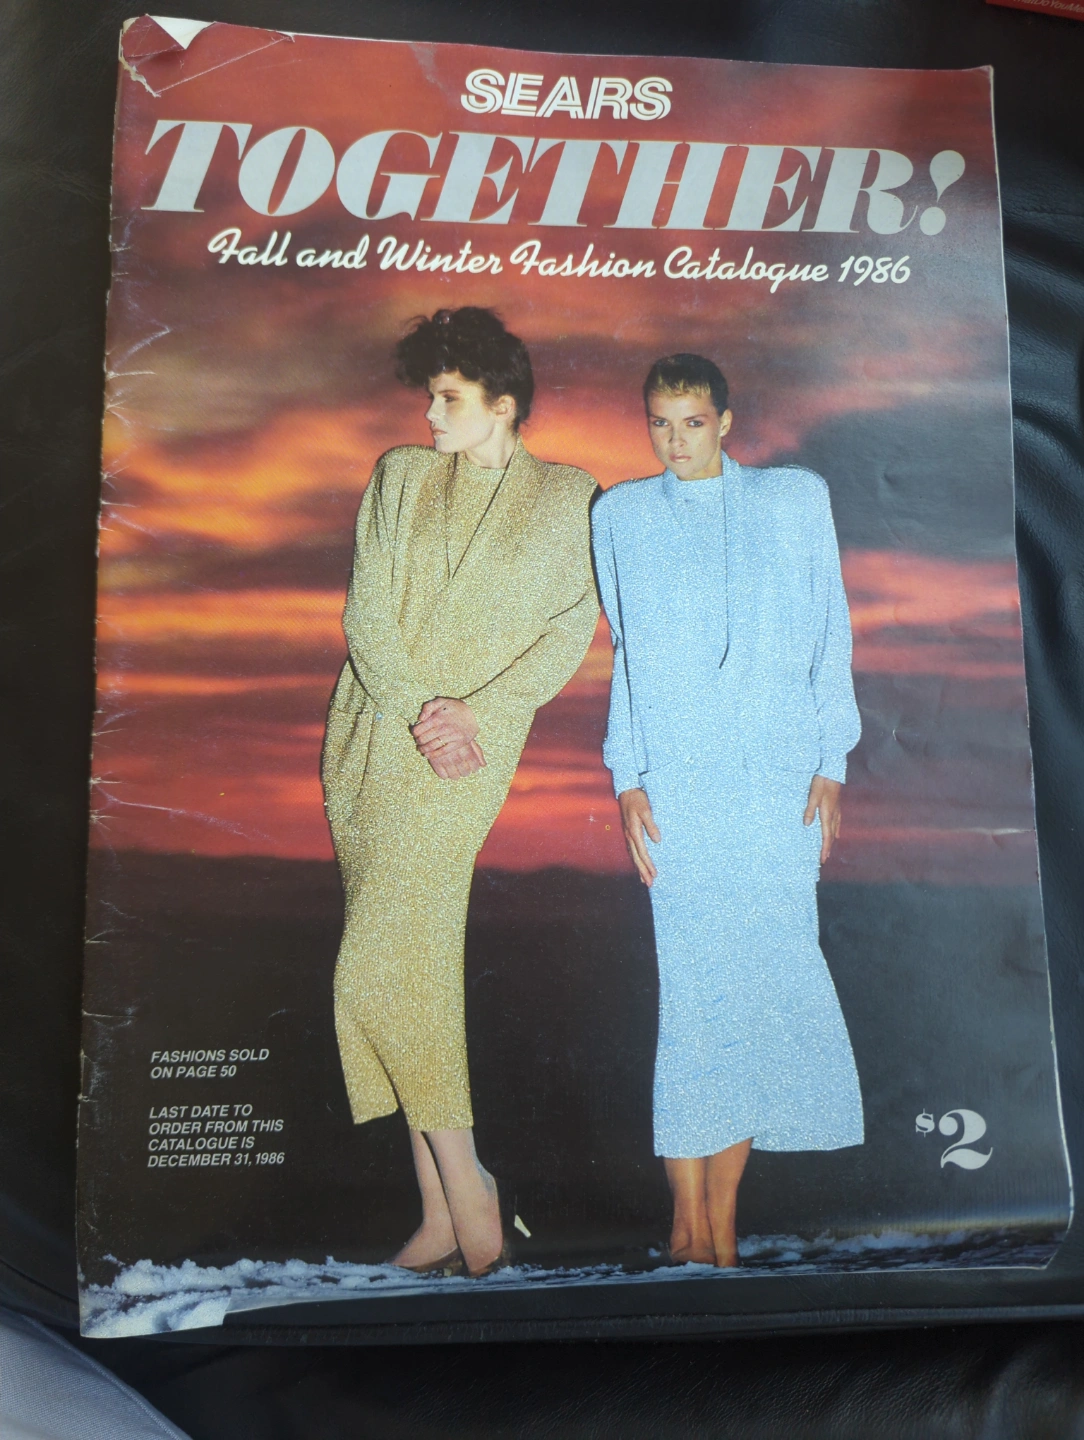 SEARS
TOGETHER!
Fall and Winter Fashion Catalogue 1986
FASHIONS SOLD
ON PAGE 50
LAST DATE TO
ORDER FROM THIS
CATALOGUE IS
DECEMBER 31, 1986
$2